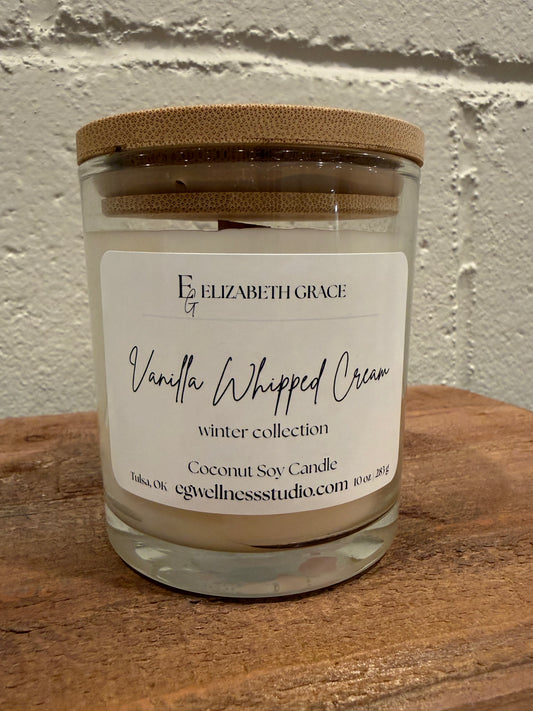 EG ELIZABETH GRACE
Vanilla Whipped Cream
winter collection
Coconut Soy Candle
Tulsa, OK egwellnessstudio.com 10 oz | 283 g